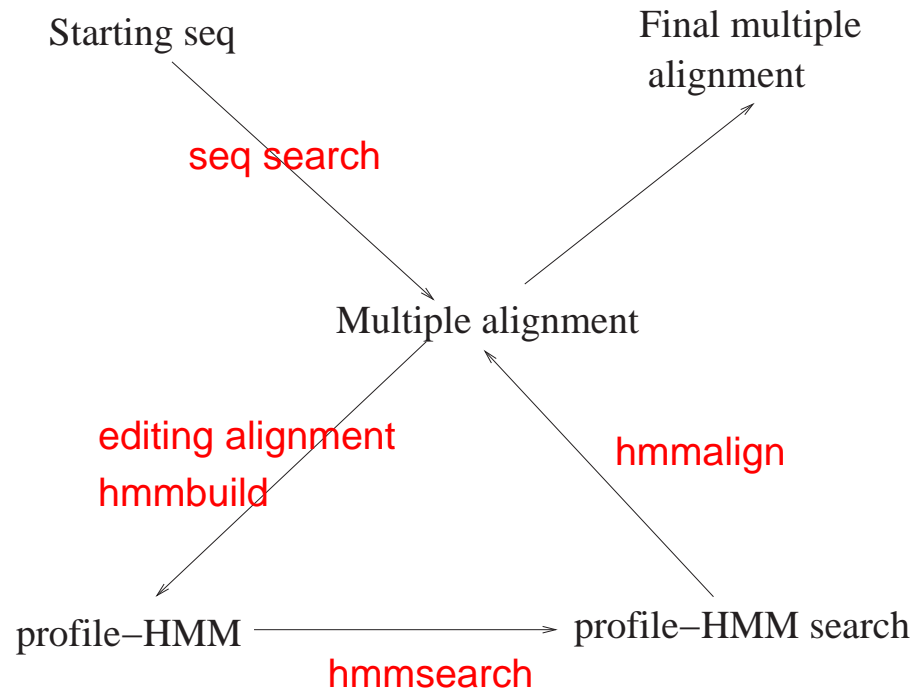 Starting seq
Final multiple
alignment
seq search
Multiple alignment
editing alignment
hmmbuild
hmmalign
profile−HMM
profile−HMM search
hmmsearch